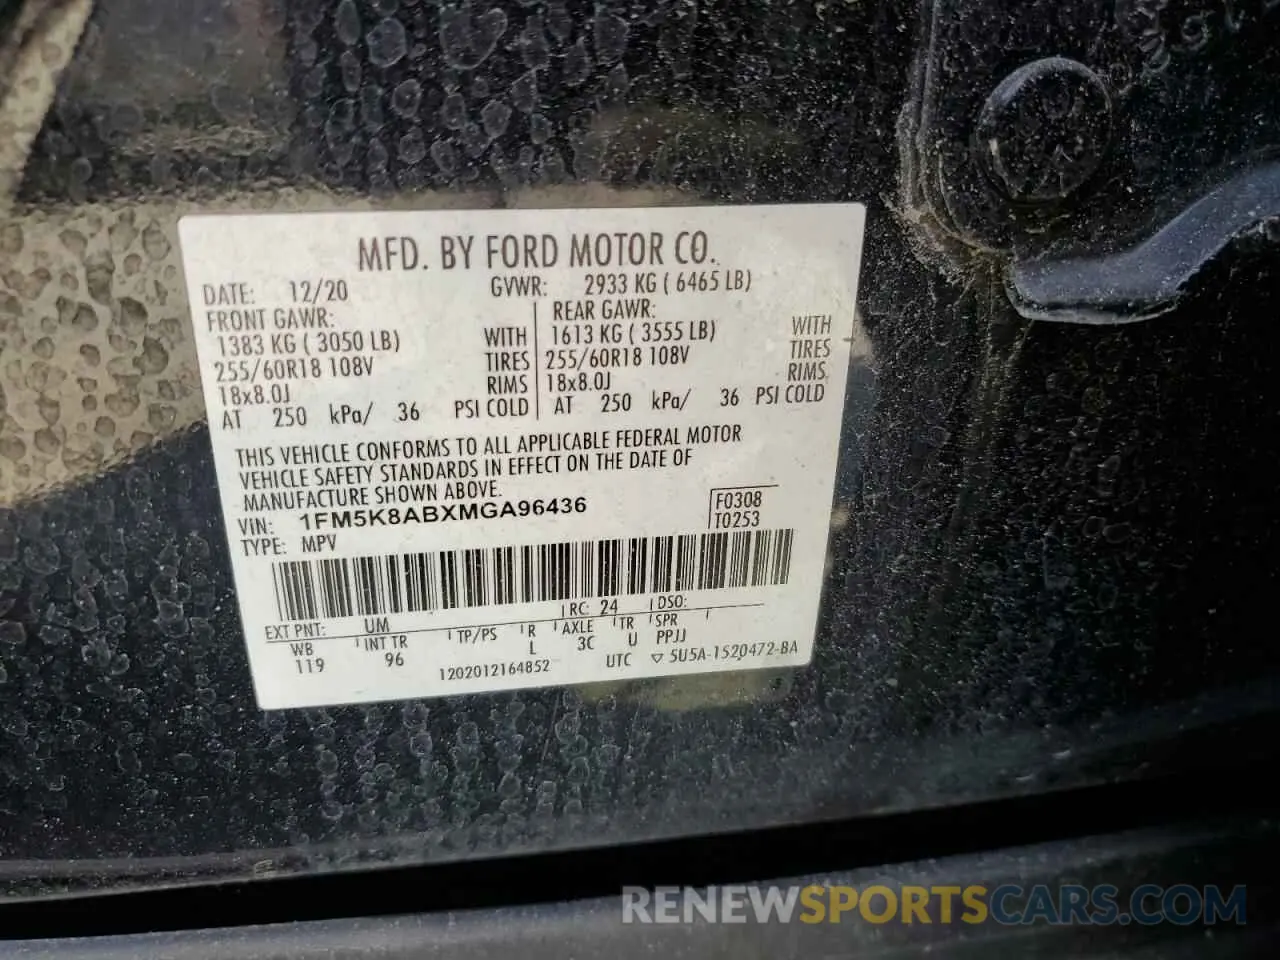 MFD. BY FORD MOTOR CO.
DATE: 12/20 GVWR: 2933 KG ( 6465 LB)
FRONT GAWR: REAR GAWR:
1383 KG ( 3050 LB) WITH 1613 KG ( 3555 LB) WITH
255/60R18 108V TIRES 255/60R18 108V TIRES
18x8.0J RIMS 18x8.0J RIMS
AT 250 kPa/ 36 PSI COLD AT 250 kPa/ 36 PSI COLD
THIS VEHICLE CONFORMS TO ALL APPLICABLE FEDERAL MOTOR
VEHICLE SAFETY STANDARDS IN EFFECT ON THE DATE OF
MANUFACTURE SHOWN ABOVE.
VIN: 1FM5K8ABXMGA96436 F0308
TYPE: MPV T0253
EXT PNT: UM RC: 24 DSO:
WB INT TR TP/PS R AXLE TR SPR
119 96 L 3C U PPJJ
1202012164852 UTC ▽ 5U5A-1520472-BA
RENEWSPORTSCARS.COM